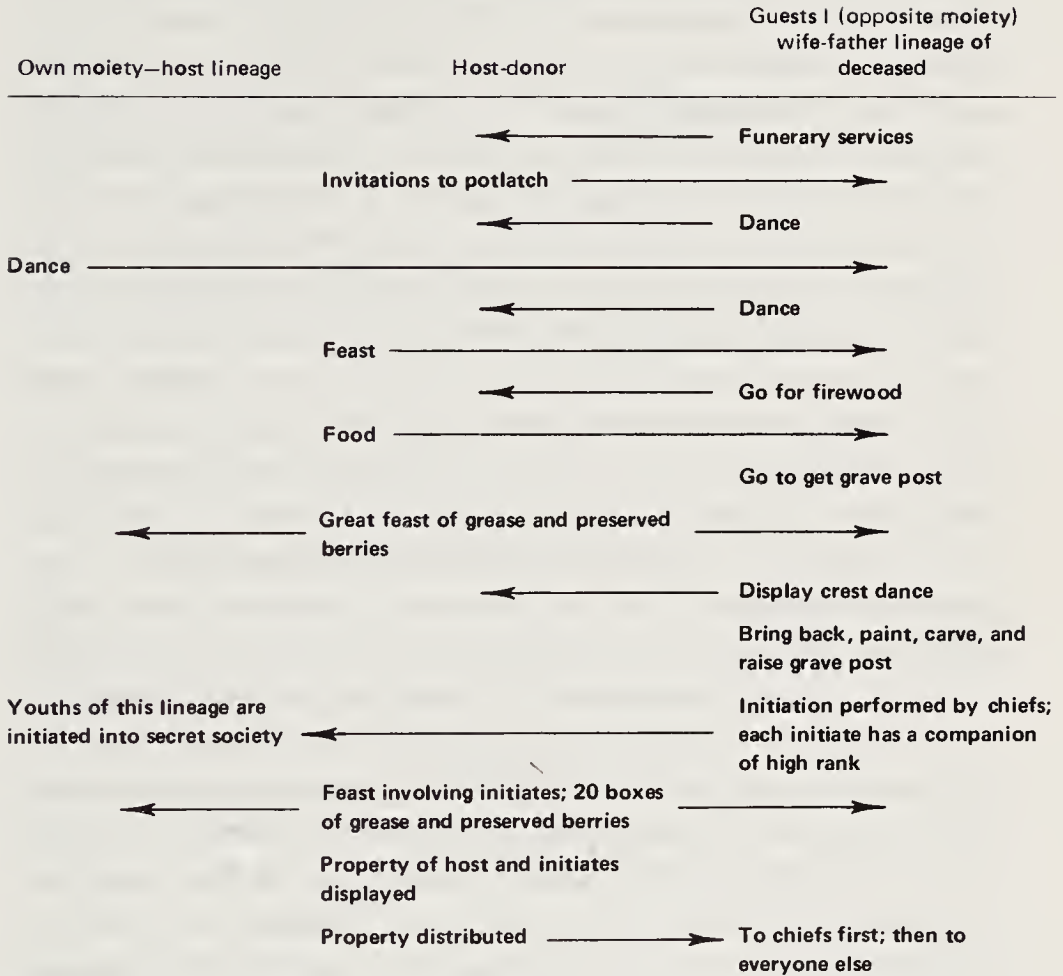 Guests I (opposite moiety)
wife-father lineage of
Own moiety—host lineage Host-donor deceased
Funerary services
Invitations to potlatch
Dance
Dance
Dance
Feast
Go for firewood
Food
Go to get grave post
Great feast of grease and preserved
berries
Display crest dance
Bring back, paint, carve, and
raise grave post
Youths of this lineage are
initiated into secret society
Initiation performed by chiefs;
each initiate has a companion
of high rank
Feast involving initiates; 20 boxes
of grease and preserved berries
Property of host and initiates
displayed
Property distributed
To chiefs first; then to
everyone else